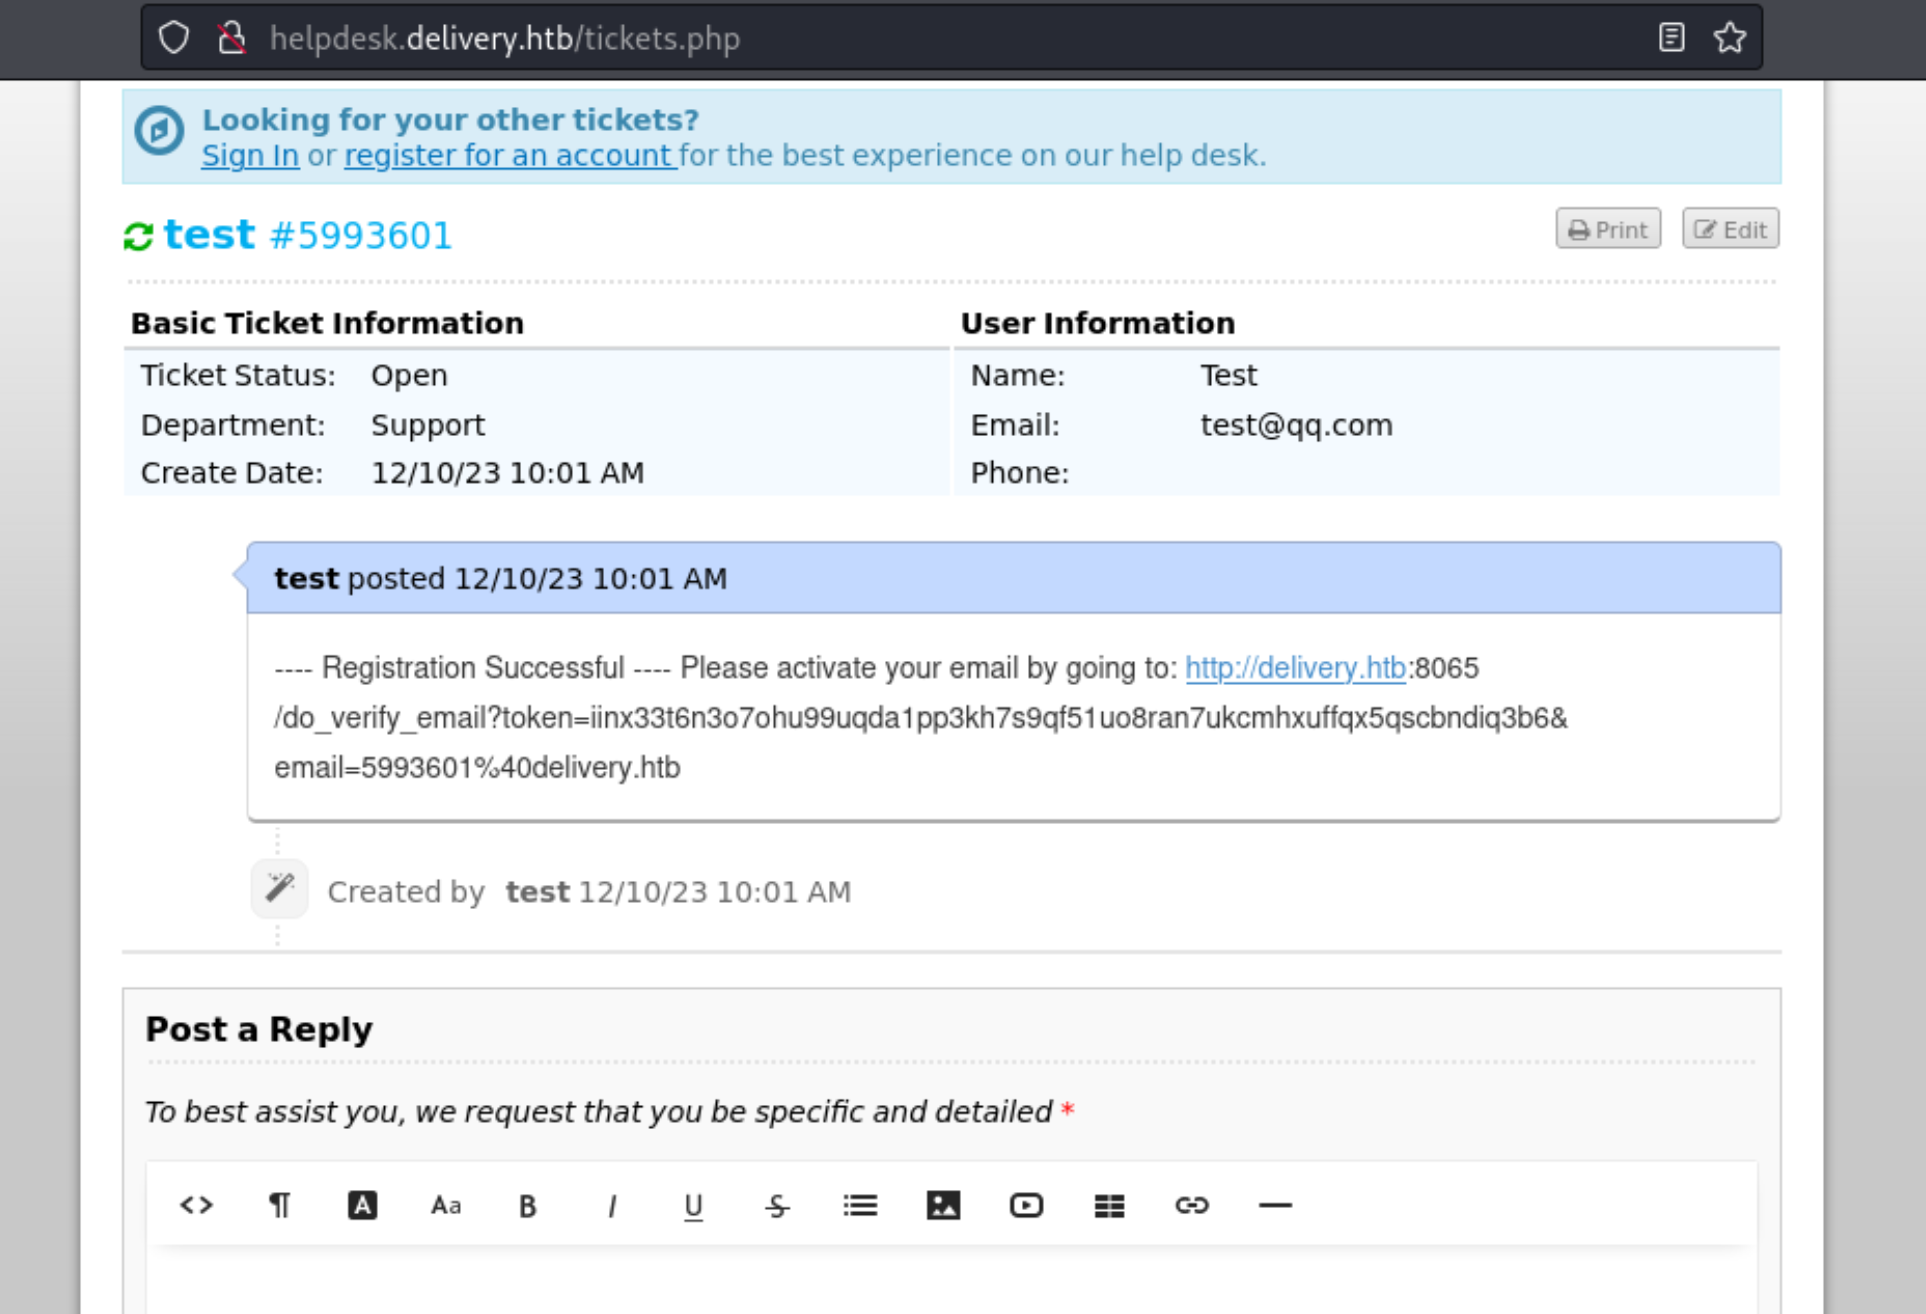 helpdesk.delivery.htb/tickets.php
Looking for your other tickets?
Sign In or register for an account for the best experience on our help desk.
test #5993601
Print
Edit
Basic Ticket Information
User Information
Ticket Status: Open
Name: Test
Department: Support
Email: test@qq.com
Create Date: 12/10/23 10:01 AM
Phone:
test posted 12/10/23 10:01 AM
---- Registration Successful ---- Please activate your email by going to: http://delivery.htb:8065
/do_verify_email?token=iinx33t6n3o7ohu99uqda1pp3kh7s9qf51uo8ran7ukcmhxuffqx5qscbndiq3b6&
email=5993601%40delivery.htb
Created by test 12/10/23 10:01 AM
Post a Reply
To best assist you, we request that you be specific and detailed *
<> ¶ A Aa B I U S